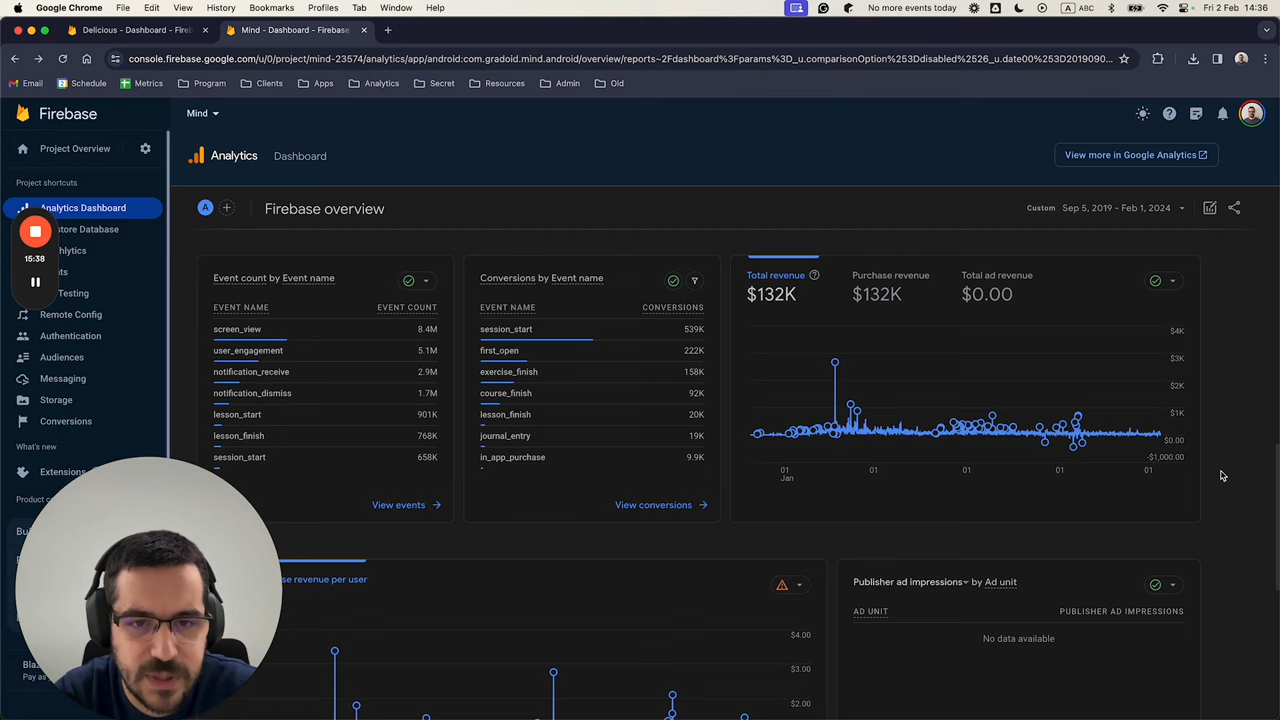 Google Chrome File Edit View History Bookmarks Profiles Tab Window Help No more events today ABC Fri 2 Feb 14:36
Delicious - Dashboard - Fireb Mind - Dashboard - Firebase
console.firebase.google.com/u/0/project/mind-23574/analytics/app/android:com.gradoid.mind.android/overview/reports~2Fdashboard%3Fparams%3D_u.comparisonOption%253Ddisabled%2526_u.date00%253D2019090...
Email Schedule Metrics Program Clients Apps Analytics Secret Resources Admin Old
Firebase
Mind
Project Overview
Analytics
Dashboard
View more in Google Analytics
Project shortcuts
Analytics Dashboard
store Database
ahlytics
nts
Testing
Remote Config
Authentication
Audiences
Messaging
Storage
Conversions
What's new
Extensions
Product c
Bu
Blaz
Pay as
15:38
A
Firebase overview
Custom Sep 5, 2019 - Feb 1, 2024
Event count by Event name
EVENT NAME EVENT COUNT
screen_view 8.4M
user_engagement 5.1M
notification_receive 2.9M
notification_dismiss 1.7M
lesson_start 901K
lesson_finish 768K
session_start 658K
View events
Conversions by Event name
EVENT NAME CONVERSIONS
session_start 539K
first_open 222K
exercise_finish 158K
course_finish 92K
lesson_finish 20K
journal_entry 19K
in_app_purchase 9.9K
View conversions
Total revenue Purchase revenue Total ad revenue
$132K $132K $0.00
$4K
$3K
$2K
$1K
$0.00
-$1,000.00
01 01 01 01 01
Jan
se revenue per user
$4.00
$3.00
$2.00
Publisher ad impressions by Ad unit
AD UNIT PUBLISHER AD IMPRESSIONS
No data available